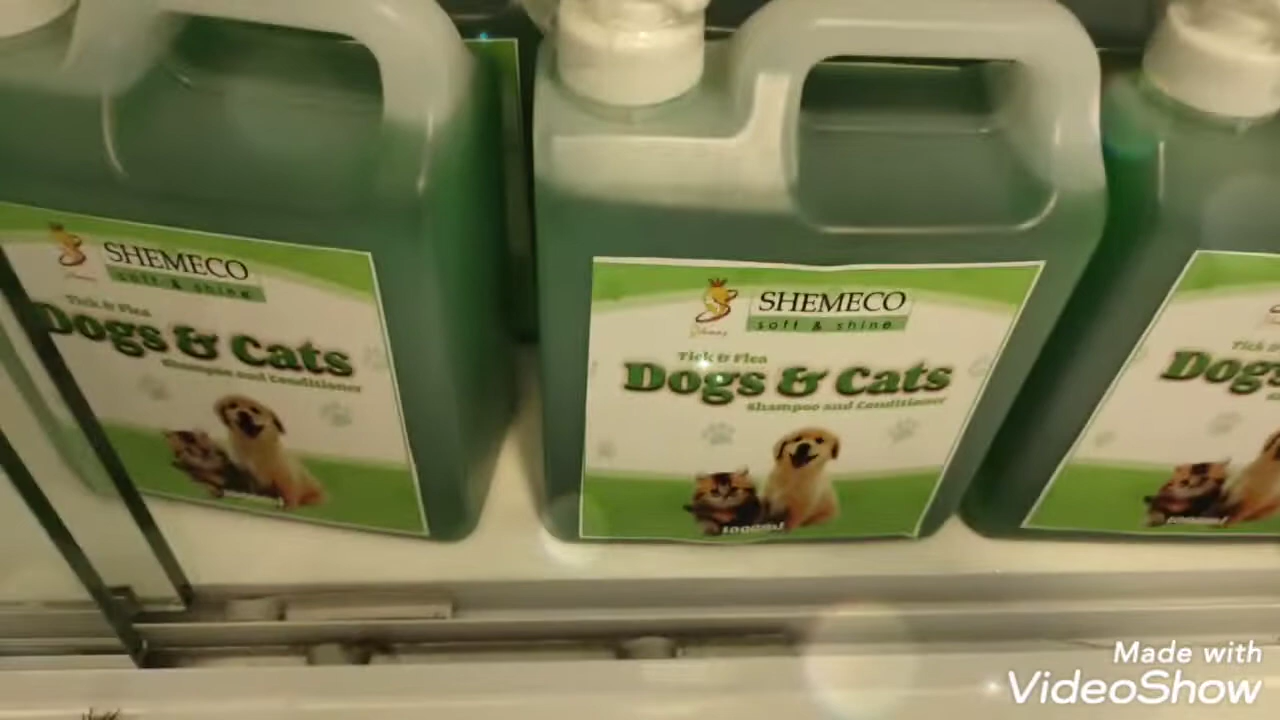 SHEMECO
soft & shine
Tick & Flea
Dogs & Cats
Shampoo and Conditioner
SHEMECO
soft & shine
Tick & Flea
Dogs & Cats
Shampoo and Conditioner
Tick &
Dogs
Made with
VideoShow